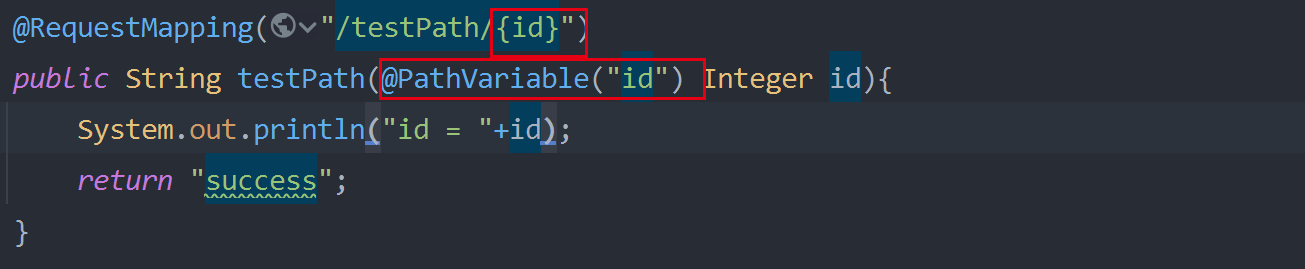 @RequestMapping("/testPath/{id}")
public String testPath(@PathVariable("id") Integer id){
System.out.println("id = "+id);
return "success";
}